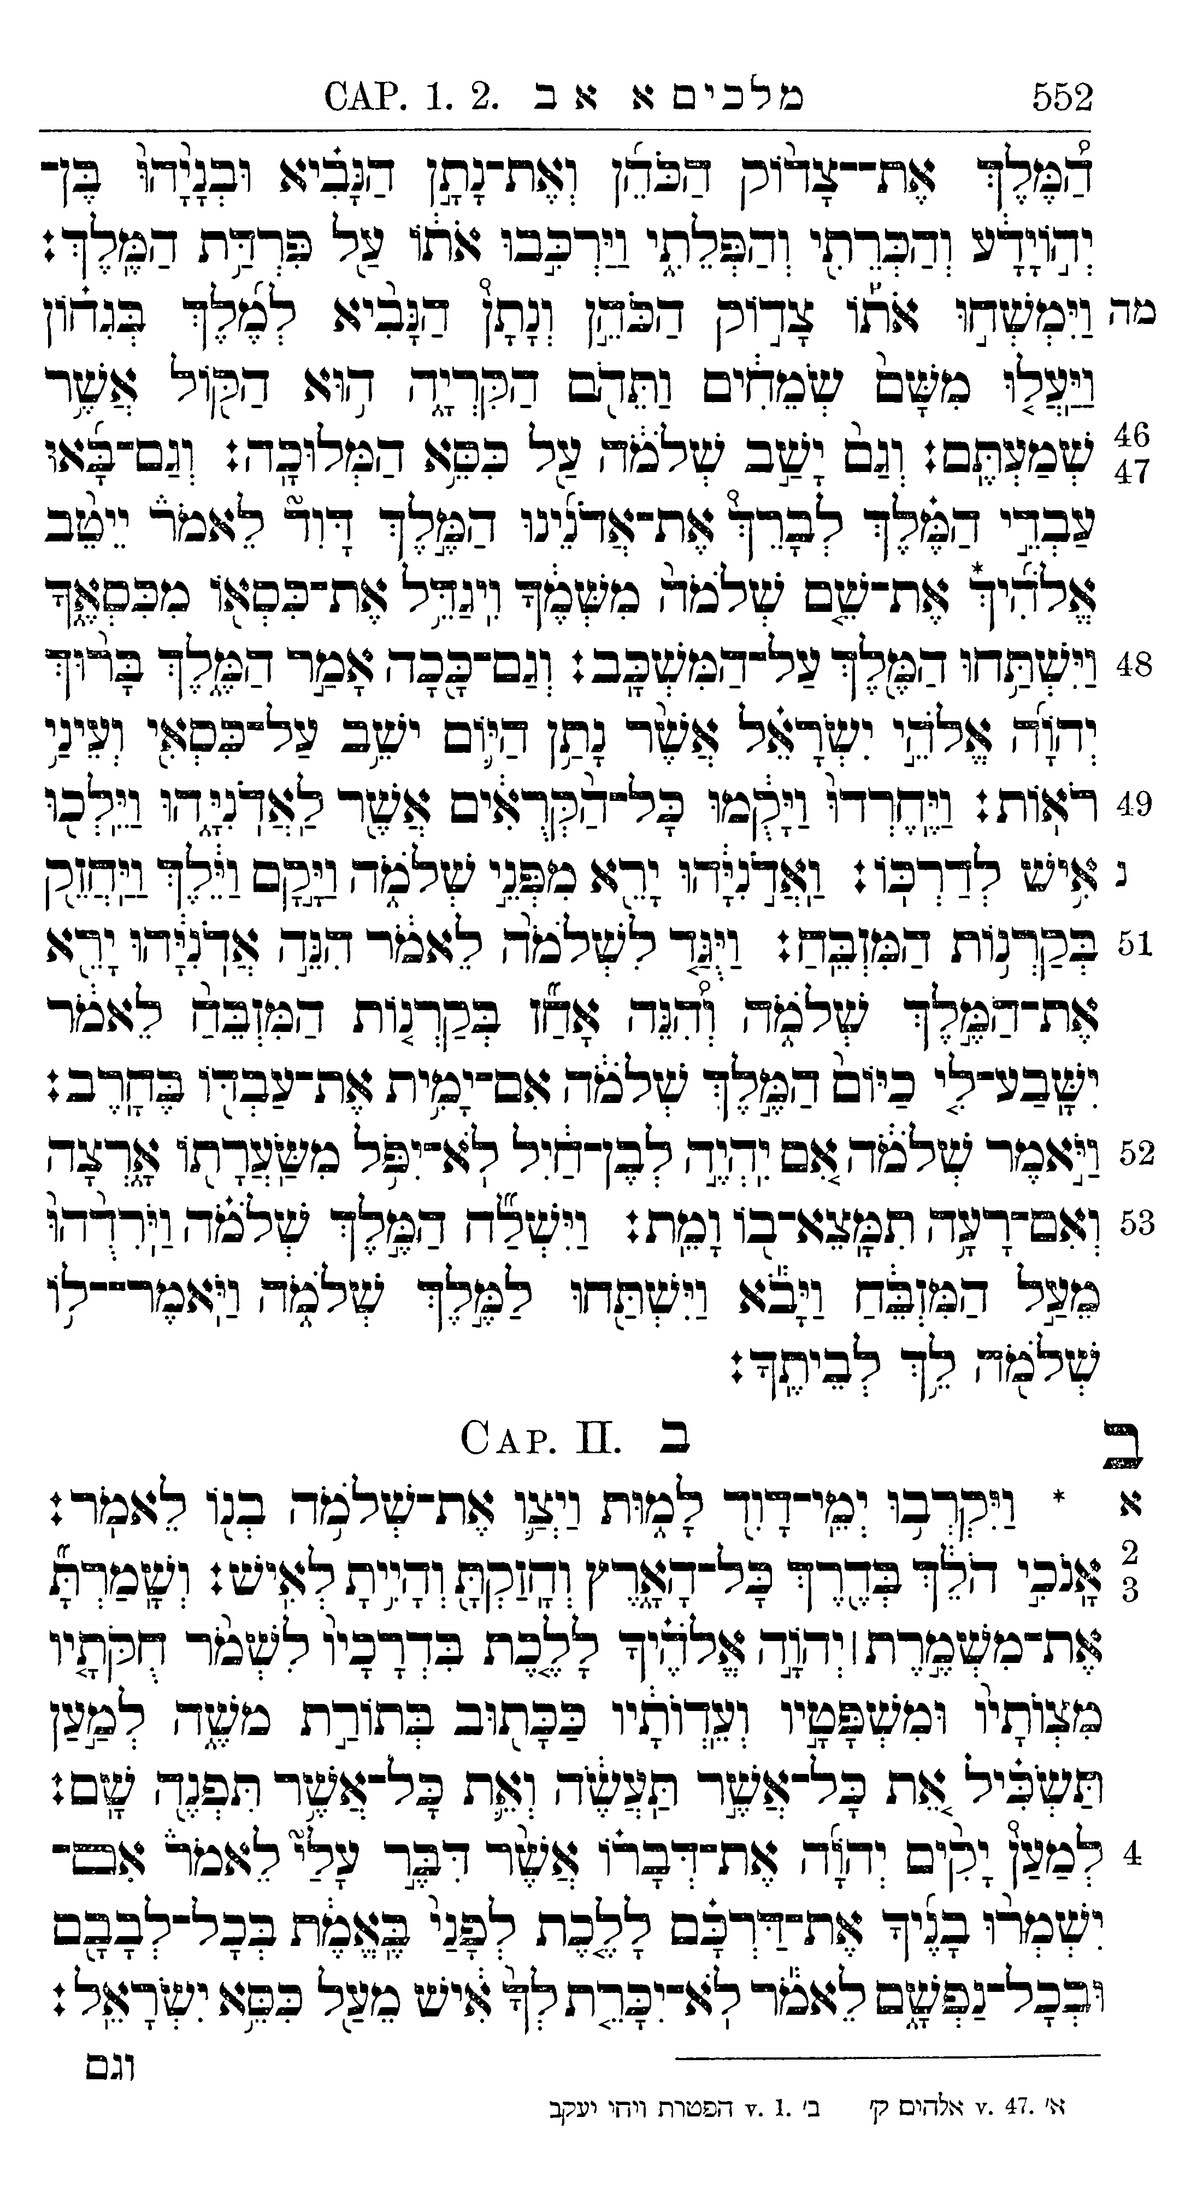 552 מלכים א א ב CAP. 1. 2.
הַ֠מֶּלֶךְ אֶת־־צָד֨וֹק הַכֹּהֵ֜ן וְאֶת־נָתָ֣ן הַנָּבִ֗יא וּבְנָיָ֙הוּ֙ בֶּן־
יְה֣וֹיָדָ֔ע וְהַכְּרֵתִ֖י וְהַפְּלֵתִ֑י וַיַּרְכִּ֣בוּ אֹת֔וֹ עַ֖ל פִּרְדַּ֥ת הַמֶּֽלֶךְ׃
מה וַיִּמְשְׁח֣וּ אֹת֡וֹ צָד֣וֹק הַכֹּהֵ֣ן וְנָתָן֩ הַנָּבִ֨יא לְמֶ֜לֶךְ בְּגִח֗וֹן
וַיַּעֲל֤וּ מִשָּׁם֙ שְׂמֵחִ֔ים וַתֵּהֹ֖ם הַקִּרְיָ֑ה ה֥וּא הַקּ֖וֹל אֲשֶׁ֥ר
46 47 שְׁמַעְתֶּֽם׃ וְגַם֙ יָשַׁ֣ב שְׁלֹמֹ֔ה עַ֖ל כִּסֵּ֥א הַמְּלוּכָֽה׃ וְגַם־בָּ֜אוּ
עַבְדֵ֣י הַמֶּ֗לֶךְ לְבָרֵךְ֩ אֶת־אֲדֹנֵ֜ינוּ הַמֶּ֣לֶךְ דָּוִד֮ לֵאמֹר֒ יֵיטֵ֨ב
אֱלֹהִ֜יךָ* אֶת־שֵׁ֤ם שְׁלֹמֹה֙ מִשְּׁמֶ֔ךָ וִֽיגַדֵּ֥ל אֶת־כִּסְא֖וֹ מִכִּסְאֶ֑ךָ
48 וַיִּשְׁתַּ֥חוּ הַמֶּ֖לֶךְ עַל־הַמִּשְׁכָּֽב׃ וְגַם־כָּ֖כָה אָמַ֣ר הַמֶּ֑לֶךְ בָּר֨וּךְ
יְהוָ֜ה אֱלֹהֵ֣י יִשְׂרָאֵ֗ל אֲשֶׁ֨ר נָתַ֥ן הַיּ֛וֹם יֹשֵׁ֥ב עַל־כִּסְאִ֖י וְעֵינַ֥י
49 רֹאֽוֹת׃ וַיֶּֽחֶרְדוּ֙ וַיָּקֻ֔מוּ כָּל־הַ֨קְּרֻאִ֔ים אֲשֶׁ֖ר לַֽאֲדֹֽנִיָּ֑הוּ וַיֵּֽלְכ֖וּ
נ אִ֥ישׁ לְדַרְכּֽוֹ׃ וַֽאֲדֹ֣נִיָּ֔הוּ יָרֵ֖א מִפְּנֵ֣י שְׁלֹמֹ֑ה וַיָּ֣קָם וַיֵּ֔לֶךְ וַיַּֽחֲזֵ֖ק
51 בְּקַרְנ֥וֹת הַמִּזְבֵּֽחַ׃ וַיֻּגַּ֤ד לִשְׁלֹמֹה֙ לֵאמֹ֔ר הִנֵּ֣ה אֲדֹֽנִיָּ֔הוּ יָרֵ֖א
אֶת־הַמֶּ֣לֶךְ שְׁלֹמֹ֑ה וְ֠הִנֵּה אָחַ֞ז בְּקַרְנ֤וֹת הַמִּזְבֵּ֙חַ֙ לֵאמֹ֔ר
יִשָּֽׁבַֽע־לִ֤י כַיּוֹם֙ הַמֶּ֣לֶךְ שְׁלֹמֹ֔ה אִם־יָמִ֥ית אֶת־עַבְדּ֖וֹ בֶּחָֽרֶב׃
52 וַיֹּ֣אמֶר שְׁלֹמֹ֔ה אִ֚ם יִֽהְיֶ֣ה לְבֶן־חַ֔יִל לֹֽא־יִפֹּ֥ל מִשַּֽׂעֲרָת֖וֹ אָ֑רְצָה
53 וְאִם־רָעָ֥ה תִמָּֽצֵא־ב֖וֹ וָמֵֽת׃ וַיִּשְׁלַ֞ח הַמֶּ֣לֶךְ שְׁלֹמֹ֗ה וַיֹּֽרִדֻ֙הוּ֙
מֵעַ֣ל הַמִּזְבֵּ֔חַ וַיָּבֹ֕א וַיִּשְׁתַּ֖חוּ לַמֶּ֣לֶךְ שְׁלֹמֹ֑ה וַיֹּֽאמֶר־־ל֥וֹ
שְׁלֹמֹ֖ה לֵ֥ךְ לְבֵיתֶֽךָ׃
ב CAP. II. ב
א * וַיִּקְרְב֥וּ יְמֵֽי־דָוִ֖ד לָמ֑וּת וַיְצַ֛ו אֶת־שְׁלֹמֹ֥ה בְנ֖וֹ לֵאמֹֽר׃
2 3 אָֽנֹכִ֣י הֹלֵ֔ךְ בְּדֶ֖רֶךְ כָּל־הָאָ֑רֶץ וְחָֽזַקְתָּ֖ וְהָיִ֥יתָ לְאִֽישׁ׃ וְשָֽׁמַרְתָּ֞
אֶת־מִשְׁמֶ֣רֶת׀ יְהוָ֣ה אֱלֹהֶ֗יךָ לָלֶ֤כֶת בִּדְרָכָיו֙ לִשְׁמֹ֨ר חֻקֹּתָ֤יו
מִצְוֺתָיו֙ וּמִשְׁפָּטָ֣יו וְעֵֽדְוֺתָ֔יו כַּכָּת֖וּב בְּתוֹרַ֣ת מֹשֶׁ֑ה לְמַ֣עַן
תַּשְׂכִּ֗יל אֵ֚ת כָּל־אֲשֶׁ֣ר תַּֽעֲשֶׂ֔ה וְאֵ֛ת כָּל־אֲשֶׁ֥ר תִּפְנֶ֖ה שָֽׁם׃
4 לְמַעַן֩ יָקִ֨ים יְהוָ֜ה אֶת־דְּבָר֗וֹ אֲשֶׁ֨ר דִּבֶּ֣ר עָלַי֮ לֵאמֹר֒ אִם־
יִשְׁמְר֨וּ בָנֶ֜יךָ אֶת־דַּרְכָּ֗ם לָלֶ֤כֶת לְפָנַי֙ בֶּֽאֱמֶ֔ת בְּכָל־לְבָבָ֖ם
וּבְכָל־נַפְשָׁ֑ם לֵאמֹ֕ר לֹֽא־יִכָּרֵ֤ת לְךָ֙ אִ֔ישׁ מֵעַ֖ל כִּסֵּ֥א יִשְׂרָאֵֽל׃
וגם
א' v. 47. אלהים ק' ב' v. 1. הפטרת ויחי יעקב